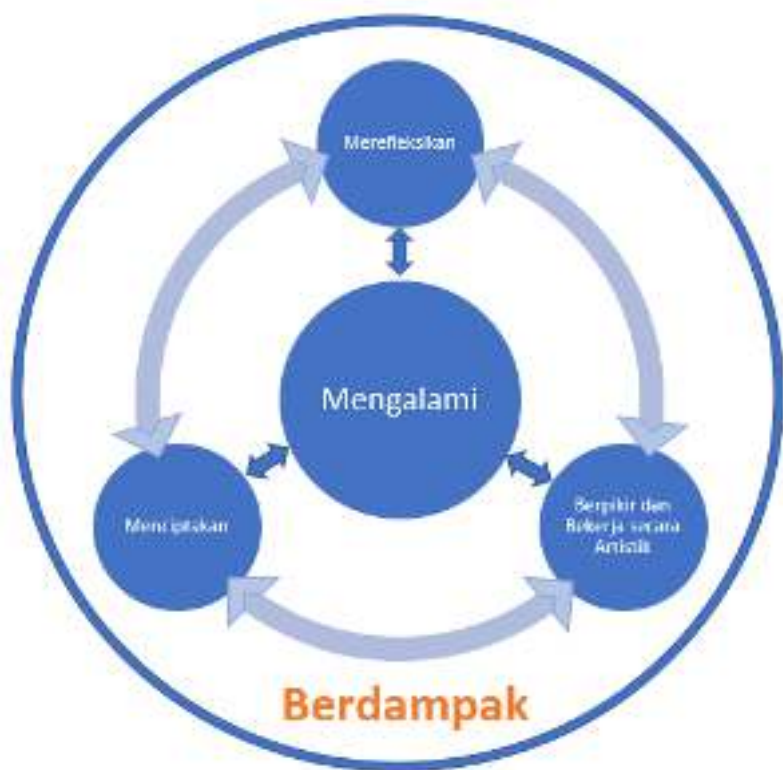 Merefleksikan
Mengalami
Menciptakan
Berpikir dan
Bekerja secara
Artistik
Berdampak